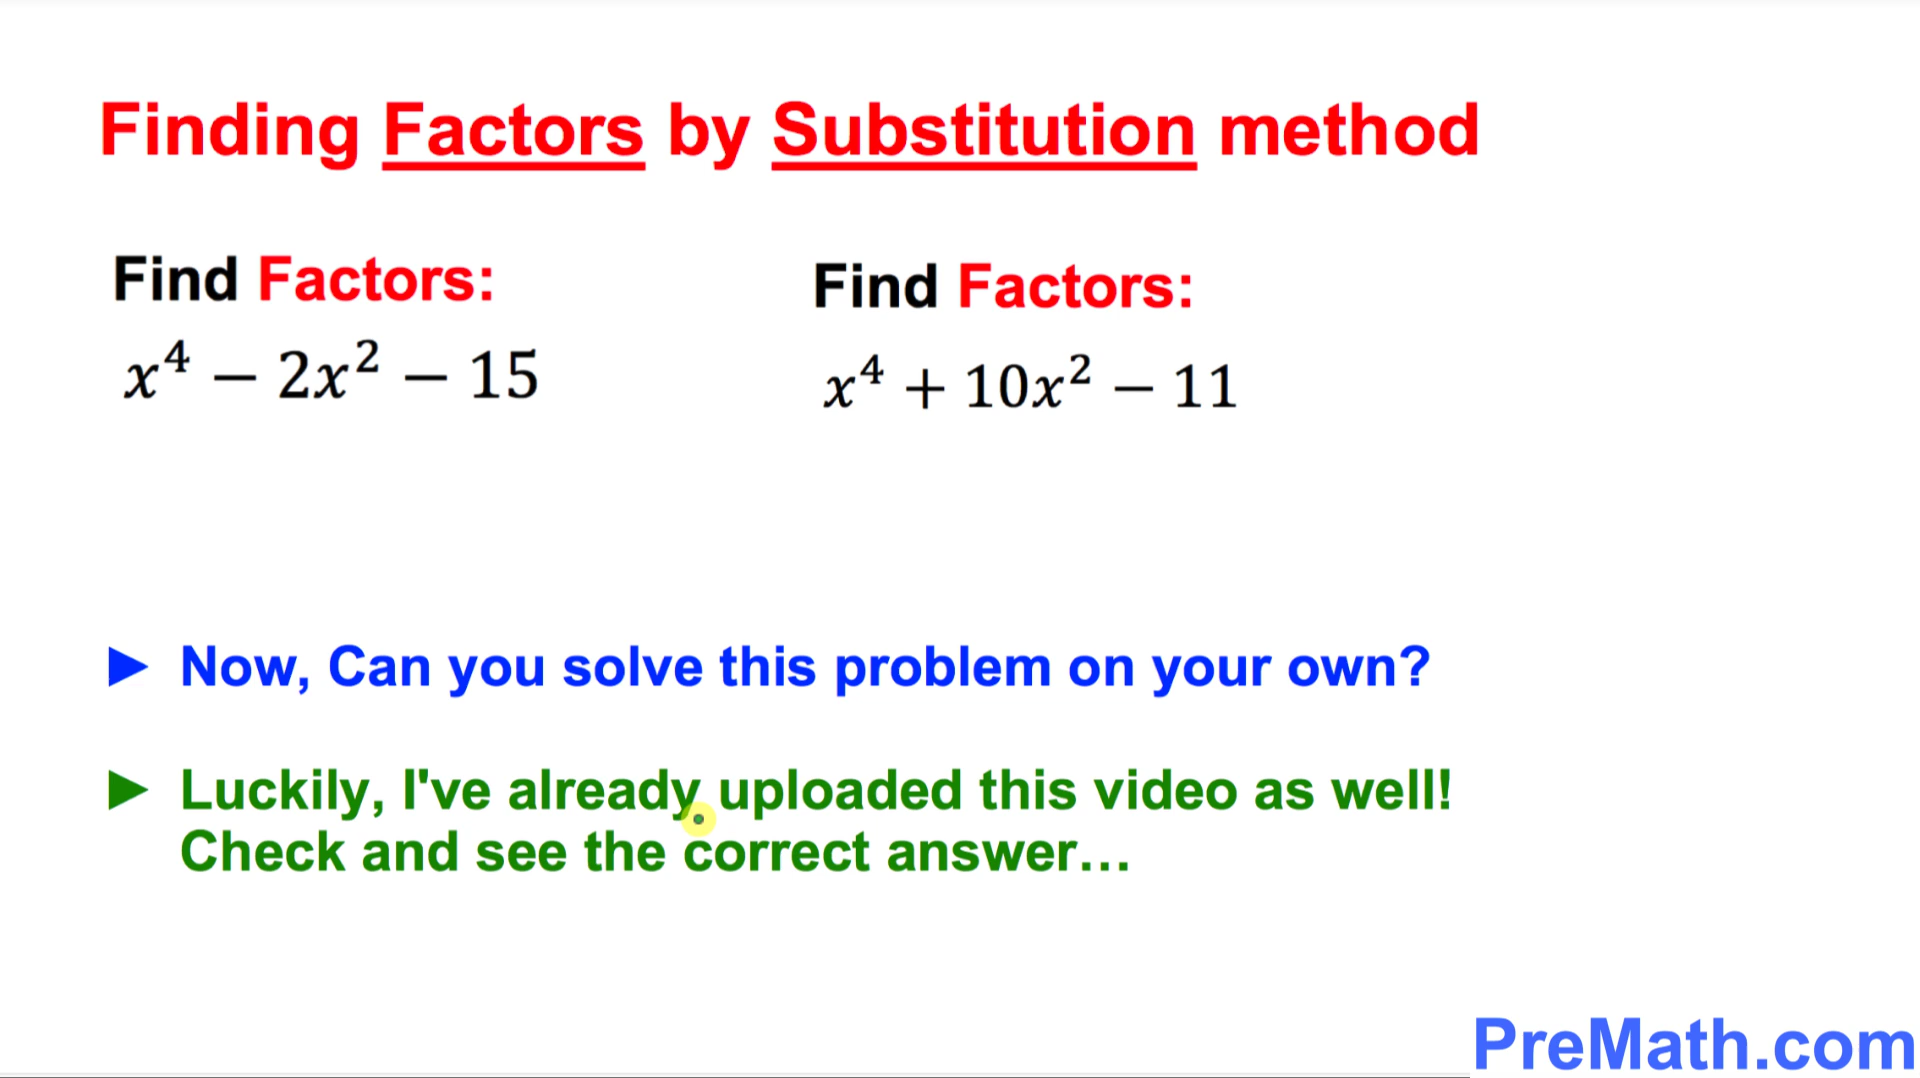 Finding Factors by Substitution method
Find Factors:
x⁴ − 2x² − 15
Find Factors:
x⁴ + 10x² − 11
► Now, Can you solve this problem on your own?
► Luckily, I've already uploaded this video as well!
Check and see the correct answer...
PreMath.com